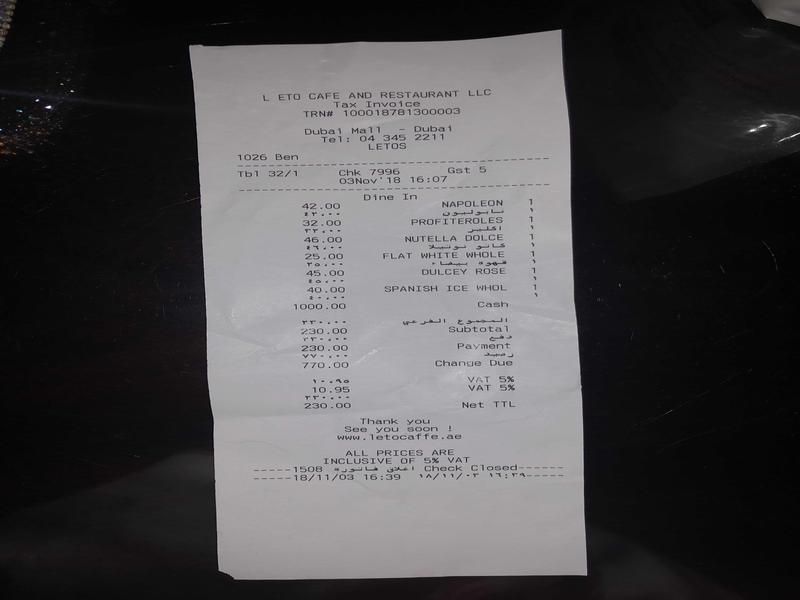 L ETO CAFE AND RESTAURANT LLC
Tax Invoice
TRN# 100018781300003
Dubai Mall - Dubai
Tel: 04 345 2211
LETOS
1026 Ben
Tbl 32/1 Chk 7996 Gst 5
03Nov'18 16:07
Dine In
42.00 NAPOLEON 1
٤٢.٠٠ نابوليون ١
32.00 PROFITEROLES 1
٣٢.٠٠ اكلير ١
46.00 NUTELLA DOLCE 1
٤٦.٠٠ كاتو نوتيلا ١
25.00 FLAT WHITE WHOLE 1
٢٥.٠٠ قهوه بيضاء ١
45.00 DULCEY ROSE 1
٤٥.٠٠ ١
40.00 SPANISH ICE WHOL 1
٤٠.٠٠ ١
1000.00 Cash
٢٣٠.٠٠ المجموع الفرعي
230.00 Subtotal
٢٣٠.٠٠ دفع
230.00 Payment
٧٧٠.٠٠ رصيد
770.00 Change Due
١٠.٩٥ VAT 5%
10.95 VAT 5%
٢٣٠.٠٠
230.00 Net TTL
Thank you
See you soon !
www.letocaffe.ae
ALL PRICES ARE
INCLUSIVE OF 5% VAT
-----1508 اغلاق فاتوره Check Closed------
-----18/11/03 16:39 ١٨/١١/٠٣ ١٦:٣٩-----